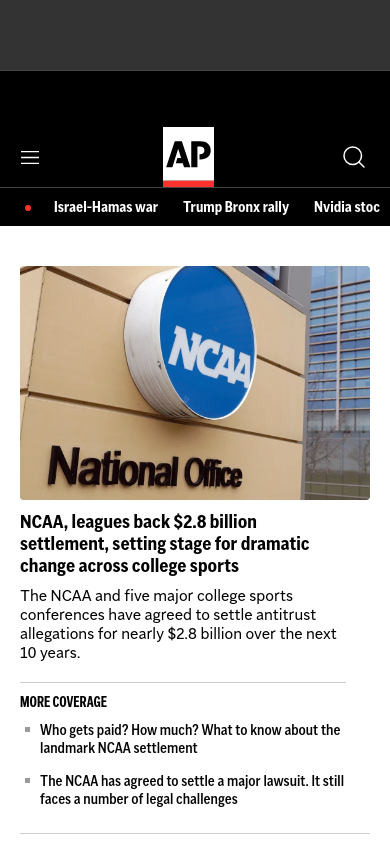 AP
Israel-Hamas war Trump Bronx rally Nvidia stoc
NCAA
National Office
NCAA, leagues back $2.8 billion
settlement, setting stage for dramatic
change across college sports
The NCAA and five major college sports
conferences have agreed to settle antitrust
allegations for nearly $2.8 billion over the next
10 years.
MORE COVERAGE
Who gets paid? How much? What to know about the
landmark NCAA settlement
The NCAA has agreed to settle a major lawsuit. It still
faces a number of legal challenges